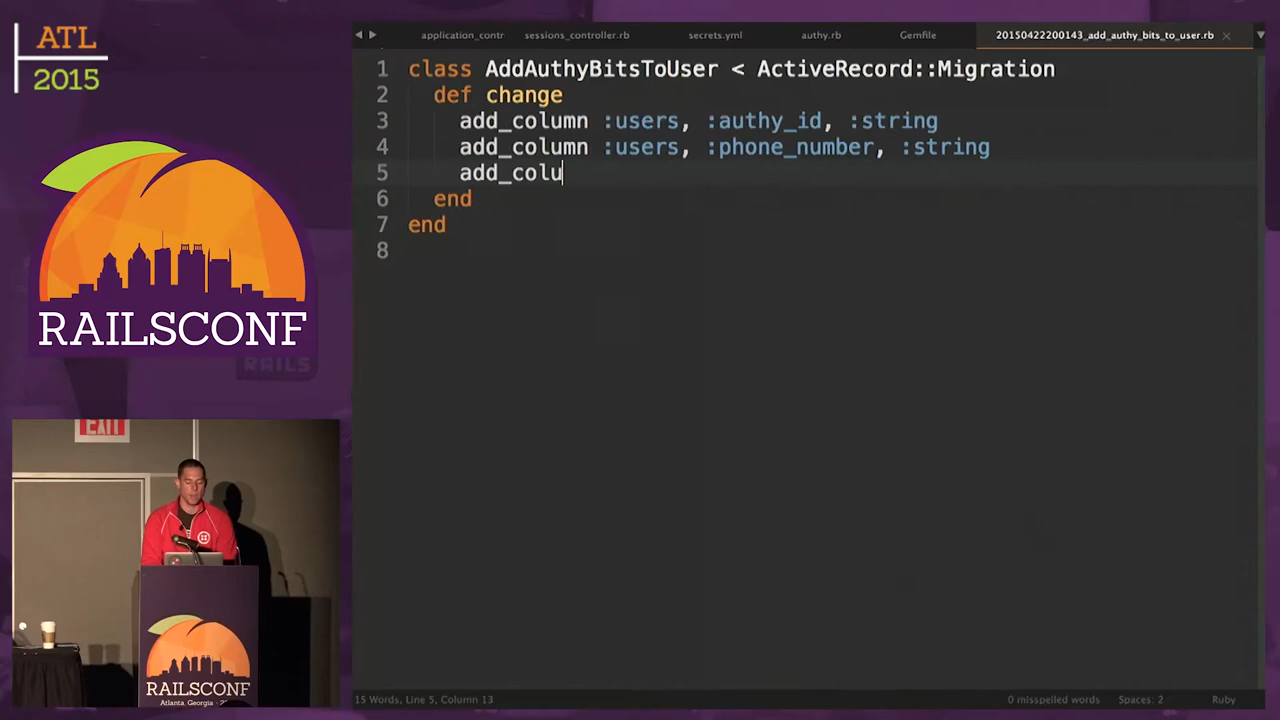 ATL
2015
RAILSCONF
RAILS
EXIT
RAILSCONF
application_contr
sessions_controller.rb
secrets.yml
authy.rb
Gemfile
20150422200143_add_authy_bits_to_user.rb
1 class AddAuthyBitsToUser < ActiveRecord::Migration
2 def change
3 add_column :users, :authy_id, :string
4 add_column :users, :phone_number, :string
5 add_colu
6 end
7 end
8
15 Words, Line 5, Column 13
0 misspelled words
Spaces: 2
Ruby